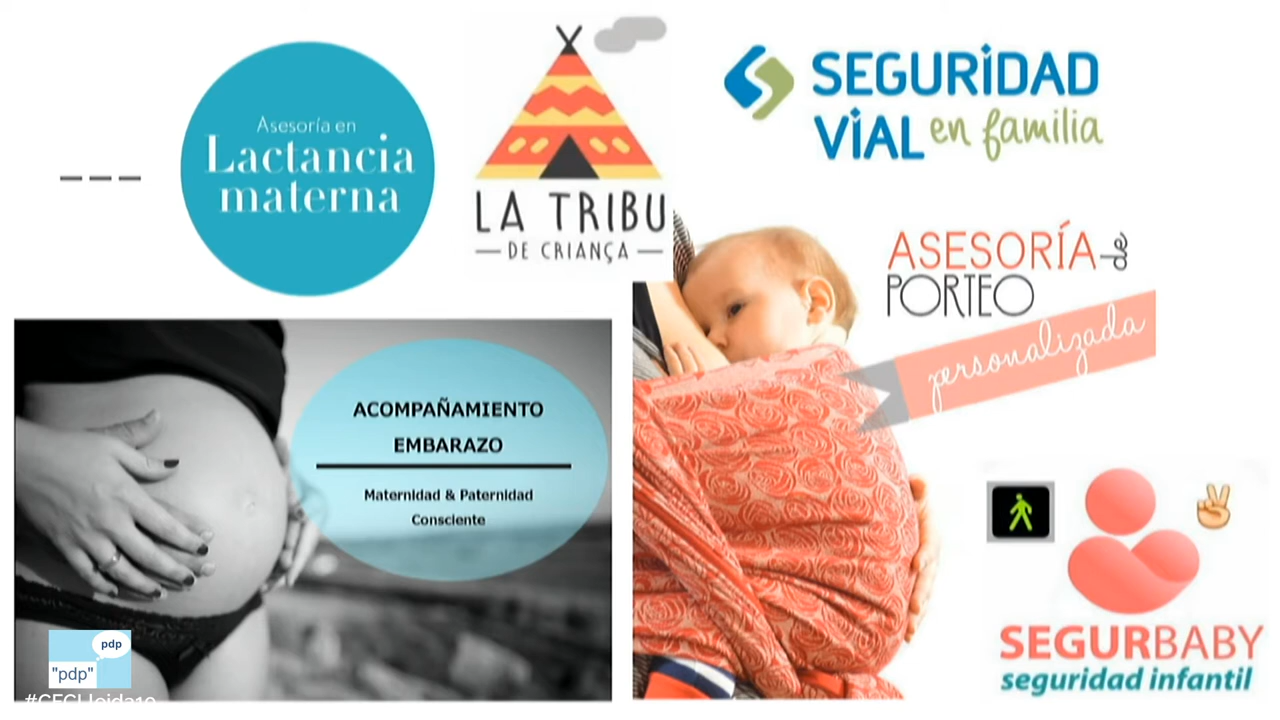 Asesoría en
Lactancia
materna
LA TRIBU
DE CRIANÇA
SEGURIDAD
VIAL en familia
ASESORÍA de
PORTEO
personalizada
ACOMPAÑAMIENTO
EMBARAZO
Maternidad & Paternidad
Consciente
SEGURBABY
seguridad infantil
pdp
"pdp"